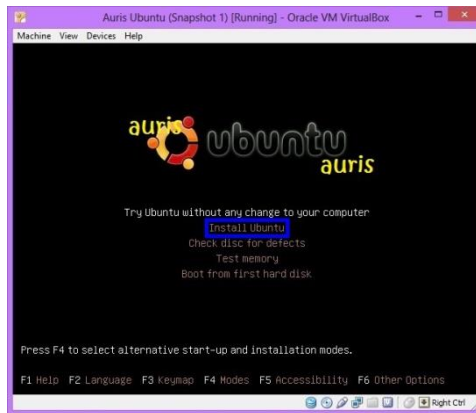 Auris Ubuntu (Snapshot 1) [Running] - Oracle VM VirtualBox
Machine View Devices Help
auris
ubuntu
auris
Try Ubuntu without any change to your computer
Install Ubuntu
Check disc for defects
Test memory
Boot from first hard disk
Press F4 to select alternative start-up and installation modes.
F1 Help F2 Language F3 Keymap F4 Modes F5 Accessibility F6 Other Options
Right Ctrl